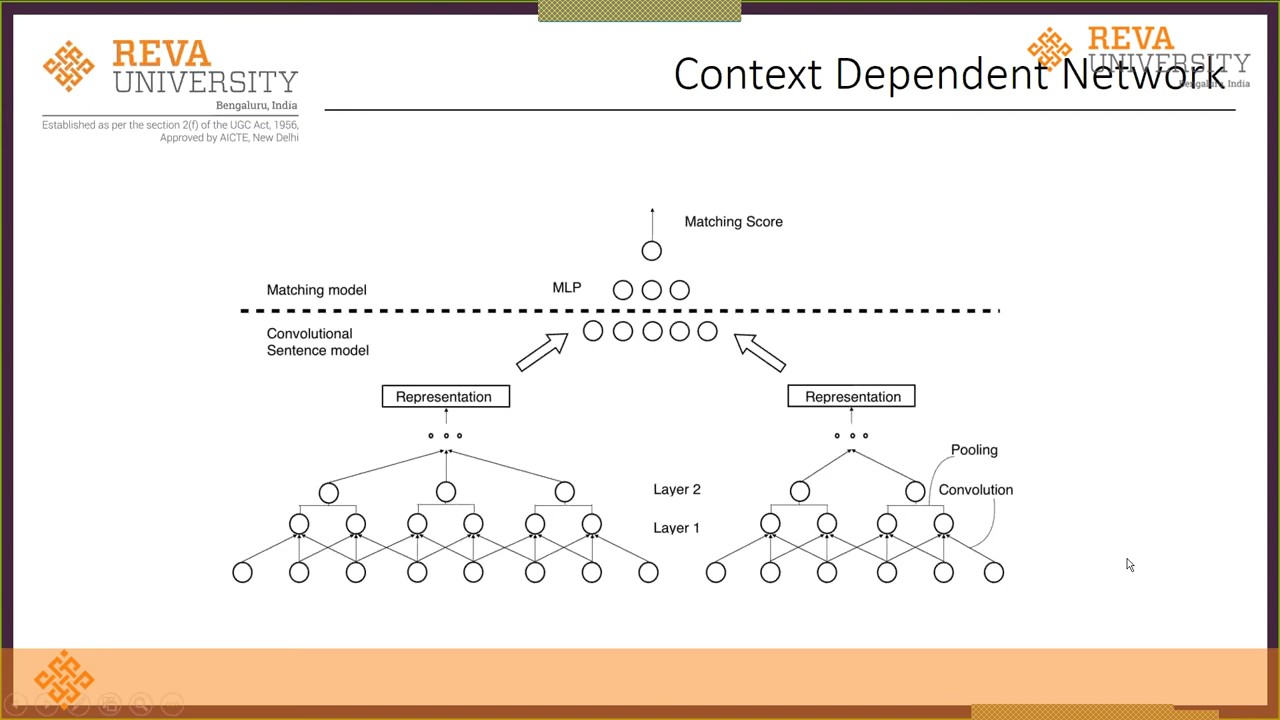 REVA
UNIVERSITY
Bengaluru, India
Established as per the section 2(f) of the UGC Act, 1956,
Approved by AICTE, New Delhi
Context Dependent Network
REVA
UNIVERSITY
Bengaluru, India
Matching Score
MLP
Matching model
Convolutional
Sentence model
Representation
Representation
Pooling
Layer 2
Convolution
Layer 1